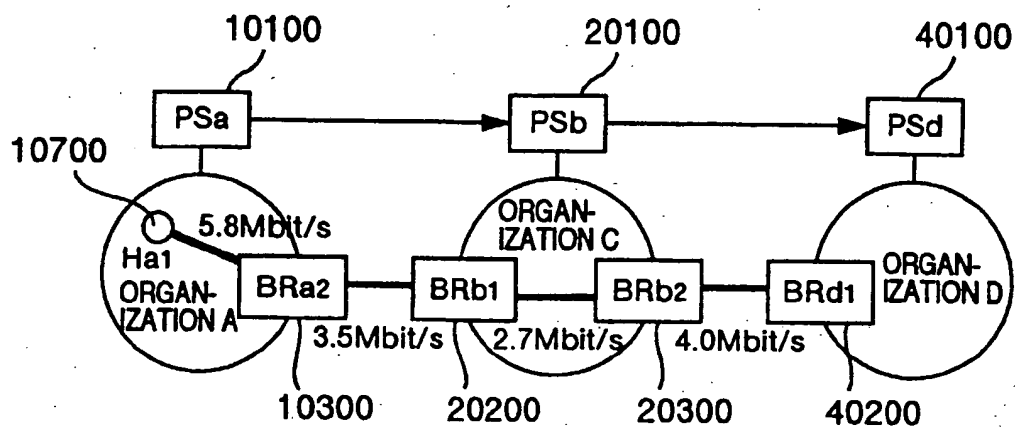 10100
20100
40100
PSa
PSb
PSd
10700
5.8Mbit/s
ORGAN-
IZATION C
Ha1
ORGAN-
IZATION A
BRa2
BRb1
BRb2
BRd1
ORGAN-
IZATION D
3.5Mbit/s
2.7Mbit/s
4.0Mbit/s
10300
20200
20300
40200